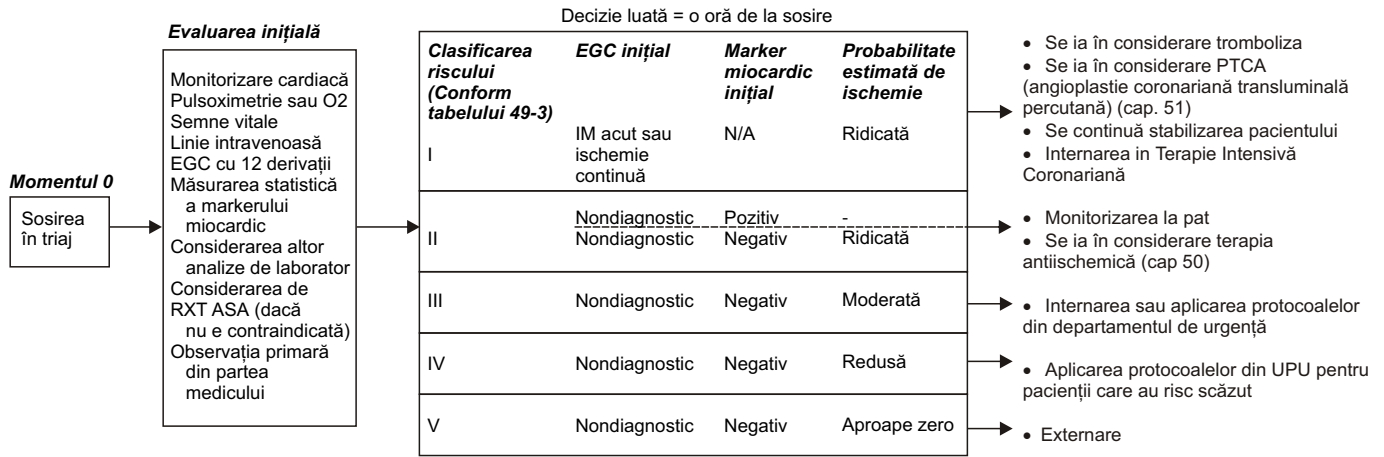 Decizie luată = o oră de la sosire
Momentul 0
Sosirea
în triaj
Evaluarea inițială
Monitorizare cardiacă
Pulsoximetrie sau O2
Semne vitale
Linie intravenoasă
EGC cu 12 derivații
Măsurarea statistică
a markerului
miocardic
Considerarea altor
analize de laborator
Considerarea de
RXT ASA (dacă
nu e contraindicată)
Observația primară
din partea
medicului
Clasificarea
riscului
(Conform
tabelului 49-3)
EGC inițial
Marker
miocardic
inițial
Probabilitate
estimată de
ischemie
I
IM acut sau
ischemie
continuă
N/A
Ridicată
• Se ia în considerare tromboliza
• Se ia în considerare PTCA
(angioplastie coronariană transluminală
percutană) (cap. 51)
• Se continuă stabilizarea pacientului
• Internarea in Terapie Intensivă
Coronariană
II
Nondiagnostic Pozitiv -
Nondiagnostic Negativ Ridicată
• Monitorizarea la pat
• Se ia în considerare terapia
antiischemică (cap 50)
III Nondiagnostic Negativ Moderată
• Internarea sau aplicarea protocoalelor
din departamentul de urgență
IV Nondiagnostic Negativ Redusă
• Aplicarea protocoalelor din UPU pentru
pacienții care au risc scăzut
V Nondiagnostic Negativ Aproape zero
• Externare